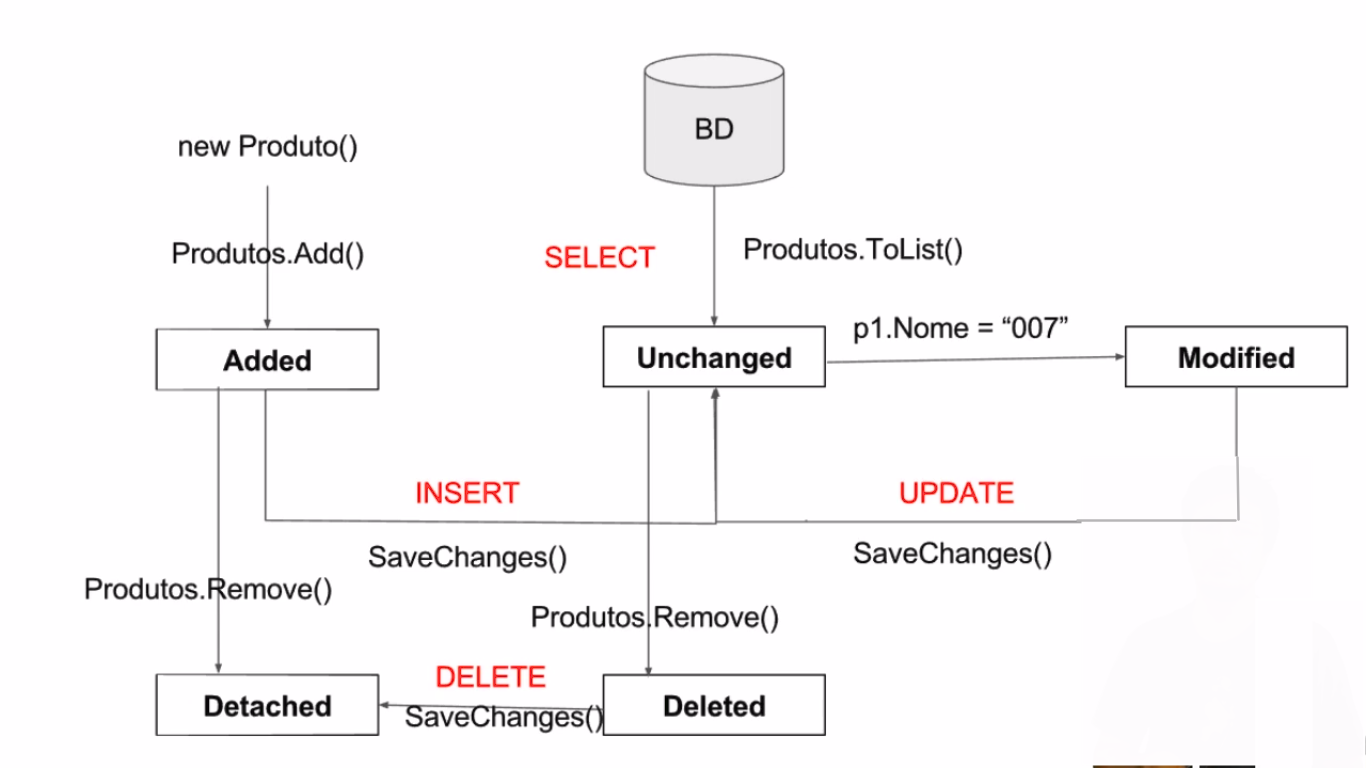 BD
new Produto()
Produtos.Add()
SELECT
Produtos.ToList()
p1.Nome = “007”
Added
Unchanged
Modified
INSERT
UPDATE
SaveChanges()
SaveChanges()
Produtos.Remove()
Produtos.Remove()
DELETE
Detached
SaveChanges()
Deleted